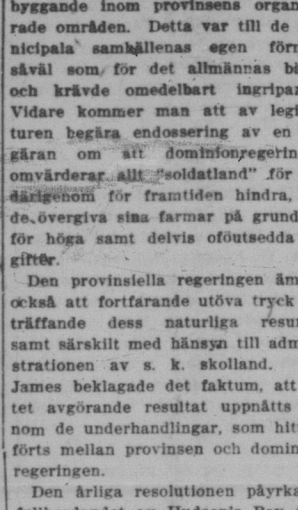 byggande inom provinsens organ
rade områden. Detta var till de
nicipala samhällenas egen förr
såväl som för det allmännas bä
och krävde omedelbart ingripa
Vidare kommer man att av legi
turen begära endossering av en
gäran om att dominionregerin
omvärderar allt "soldatland" för
därigenom för framtiden hindra,
de övergiva sina farmar på grund
för höga samt delvis oföutsedda
gifter.
Den provinsiella regeringen äm
också att fortfarande utöva tryck
träffande dess naturliga resu
samt särskilt med hänsyn till adm
strationen av s. k. skolland.
James beklagade det faktum, att
tet avgörande resultat uppnåtts
nom de underhandlingar, som hit
förts mellan provinsen och domin
regeringen.
Den årliga resolutionen påyrka